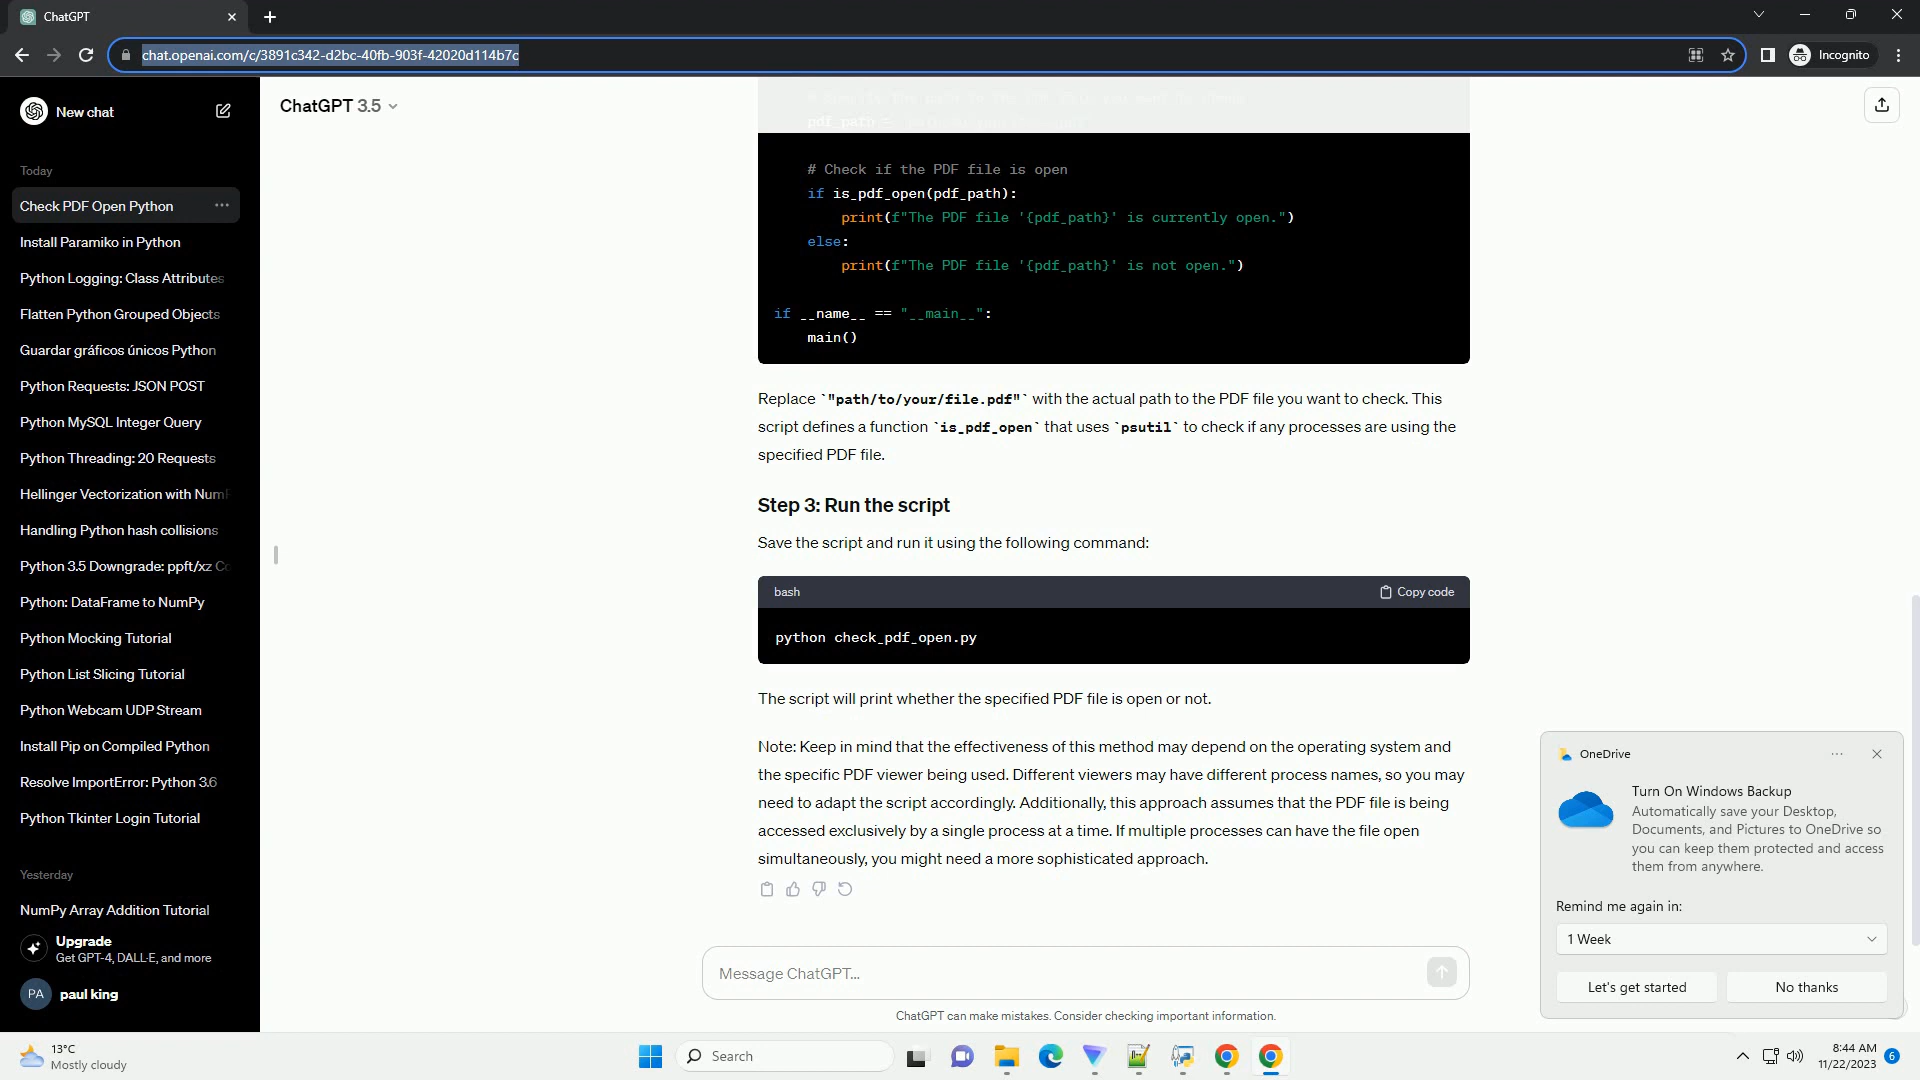 ChatGPT
chat.openai.com/c/3891c342-d2bc-40fb-903f-42020d114b7c
Incognito
New chat
ChatGPT 3.5
Today
Check PDF Open Python
Install Paramiko in Python
Python Logging: Class Attributes
Flatten Python Grouped Objects
Guardar gráficos únicos Python
Python Requests: JSON POST
Python MySQL Integer Query
Python Threading: 20 Requests
Hellinger Vectorization with Num
Handling Python hash collisions
Python 3.5 Downgrade: ppft/xz Co
Python: DataFrame to NumPy
Python Mocking Tutorial
Python List Slicing Tutorial
Python Webcam UDP Stream
Install Pip on Compiled Python
Resolve ImportError: Python 3.6
Python Tkinter Login Tutorial
Yesterday
NumPy Array Addition Tutorial
Upgrade
Get GPT-4, DALL·E, and more
PA paul king
pdf_path =
# Check if the PDF file is open
if is_pdf_open(pdf_path):
print(f"The PDF file '{pdf_path}' is currently open.")
else:
print(f"The PDF file '{pdf_path}' is not open.")
if __name__ == "__main__":
main()
Replace `"path/to/your/file.pdf"` with the actual path to the PDF file you want to check. This
script defines a function `is_pdf_open` that uses `psutil` to check if any processes are using the
specified PDF file.
Step 3: Run the script
Save the script and run it using the following command:
bash
Copy code
python check_pdf_open.py
The script will print whether the specified PDF file is open or not.
Note: Keep in mind that the effectiveness of this method may depend on the operating system and
the specific PDF viewer being used. Different viewers may have different process names, so you may
need to adapt the script accordingly. Additionally, this approach assumes that the PDF file is being
accessed exclusively by a single process at a time. If multiple processes can have the file open
simultaneously, you might need a more sophisticated approach.
Message ChatGPT...
ChatGPT can make mistakes. Consider checking important information.
OneDrive
Turn On Windows Backup
Automatically save your Desktop,
Documents, and Pictures to OneDrive so
you can keep them protected and access
them from anywhere.
Remind me again in:
1 Week
Let's get started
No thanks
13°C
Mostly cloudy
Search
8:44 AM
11/22/2023
6